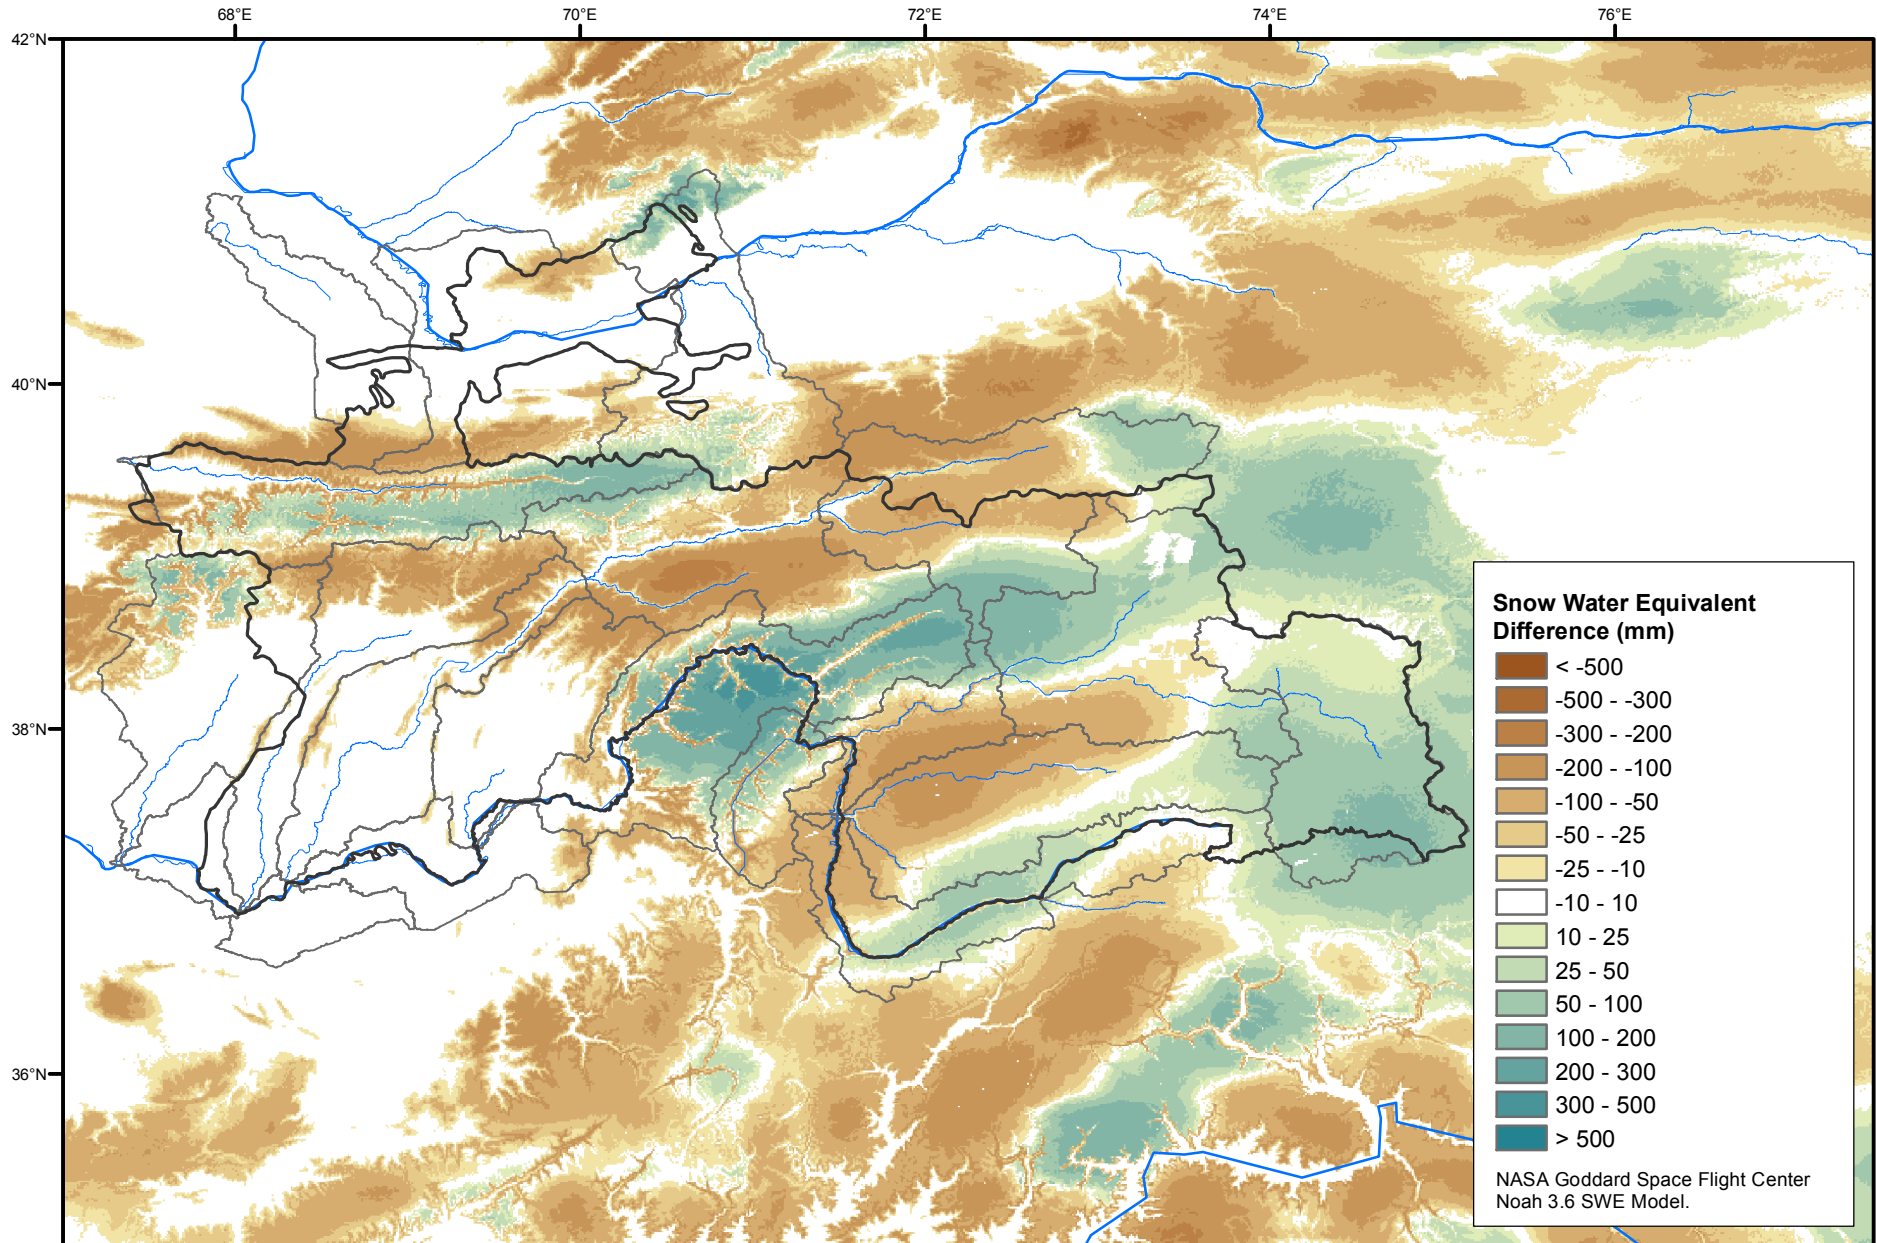 68°E 70°E 72°E 74°E 76°E
42°N
40°N
38°N
36°N
Snow Water Equivalent
Difference (mm)
< -500
-500 - -300
-300 - -200
-200 - -100
-100 - -50
-50 - -25
-25 - -10
-10 - 10
10 - 25
25 - 50
50 - 100
100 - 200
200 - 300
300 - 500
> 500
NASA Goddard Space Flight Center
Noah 3.6 SWE Model.